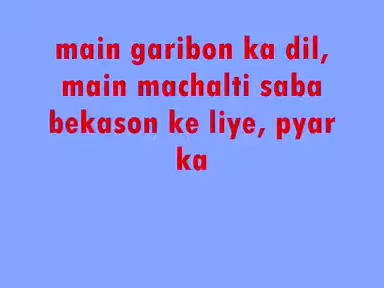 main garibon ka dil,
main machalti saba
bekason ke liye, pyar
ka